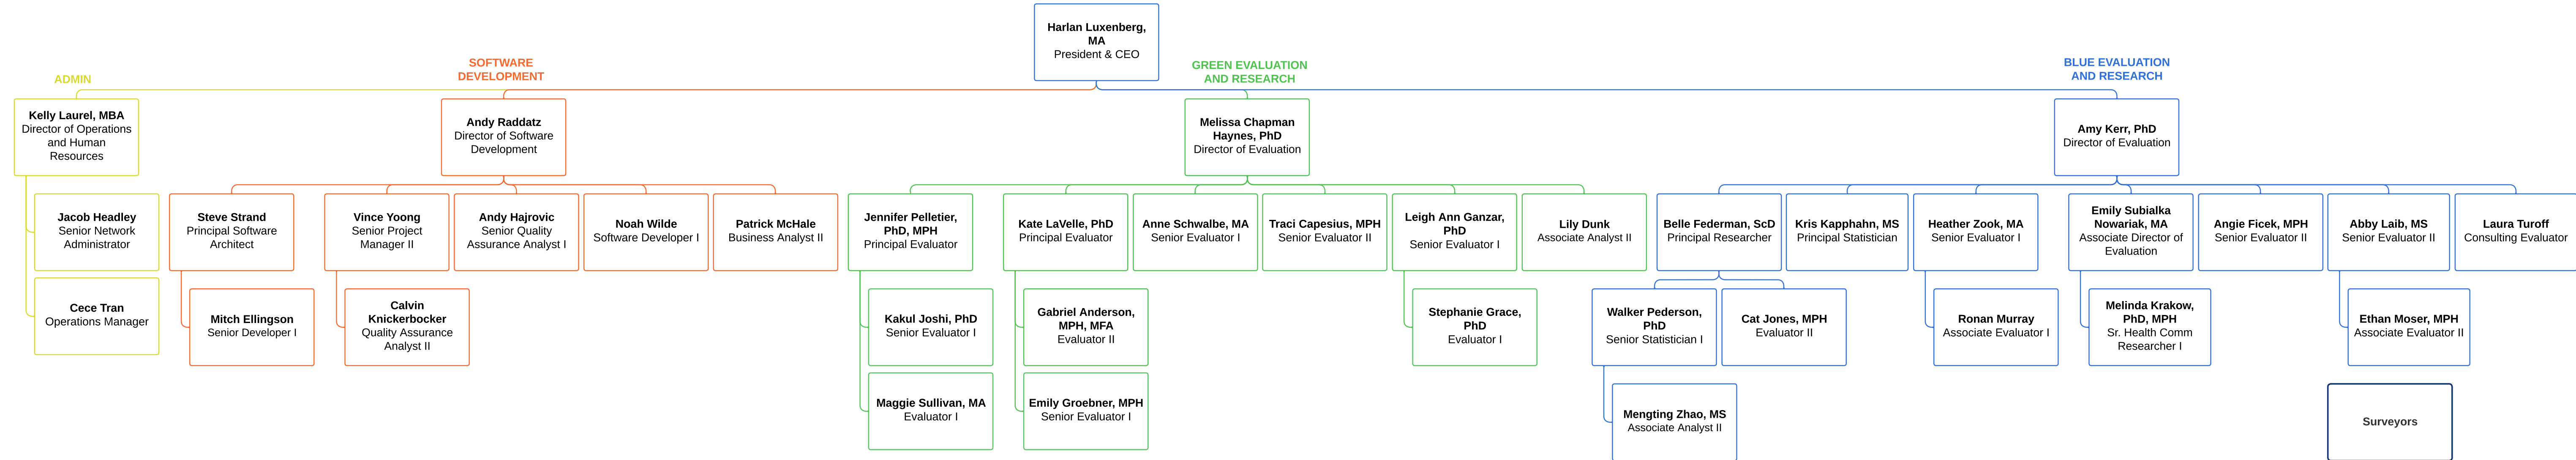 Harlan Luxenberg,
MA
President & CEO
ADMIN
SOFTWARE
DEVELOPMENT
GREEN EVALUATION
AND RESEARCH
BLUE EVALUATION
AND RESEARCH
Kelly Laurel, MBA
Director of Operations
and Human
Resources
Andy Raddatz
Director of Software
Development
Melissa Chapman
Haynes, PhD
Director of Evaluation
Amy Kerr, PhD
Director of Evaluation
Jacob Headley
Senior Network
Administrator
Steve Strand
Principal Software
Architect
Vince Yoong
Senior Project
Manager II
Andy Hajrovic
Senior Quality
Assurance Analyst I
Noah Wilde
Software Developer I
Patrick McHale
Business Analyst II
Jennifer Pelletier,
PhD, MPH
Principal Evaluator
Kate LaVelle, PhD
Principal Evaluator
Anne Schwalbe, MA
Senior Evaluator I
Traci Capesius, MPH
Senior Evaluator II
Leigh Ann Ganzar,
PhD
Senior Evaluator I
Lily Dunk
Associate Analyst II
Belle Federman, ScD
Principal Researcher
Kris Kapphahn, MS
Principal Statistician
Heather Zook, MA
Senior Evaluator I
Emily Subialka
Nowariak, MA
Associate Director of
Evaluation
Angie Ficek, MPH
Senior Evaluator II
Abby Laib, MS
Senior Evaluator II
Laura Turoff
Consulting Evaluator
Cece Tran
Operations Manager
Mitch Ellingson
Senior Developer I
Calvin
Knickerbocker
Quality Assurance
Analyst II
Kakul Joshi, PhD
Senior Evaluator I
Gabriel Anderson,
MPH, MFA
Evaluator II
Stephanie Grace,
PhD
Evaluator I
Walker Pederson,
PhD
Senior Statistician I
Cat Jones, MPH
Evaluator II
Ronan Murray
Associate Evaluator I
Melinda Krakow,
PhD, MPH
Sr. Health Comm
Researcher I
Ethan Moser, MPH
Associate Evaluator II
Maggie Sullivan, MA
Evaluator I
Emily Groebner, MPH
Senior Evaluator I
Mengting Zhao, MS
Associate Analyst II
Surveyors